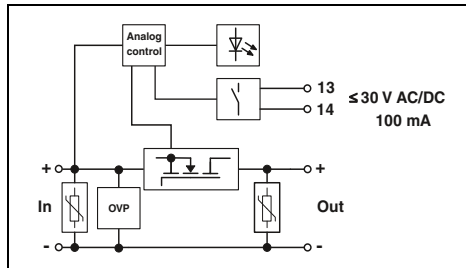 Analog
control
13
≤ 30 V AC/DC
14
100 mA
+
+
In
OVP
Out
-
-